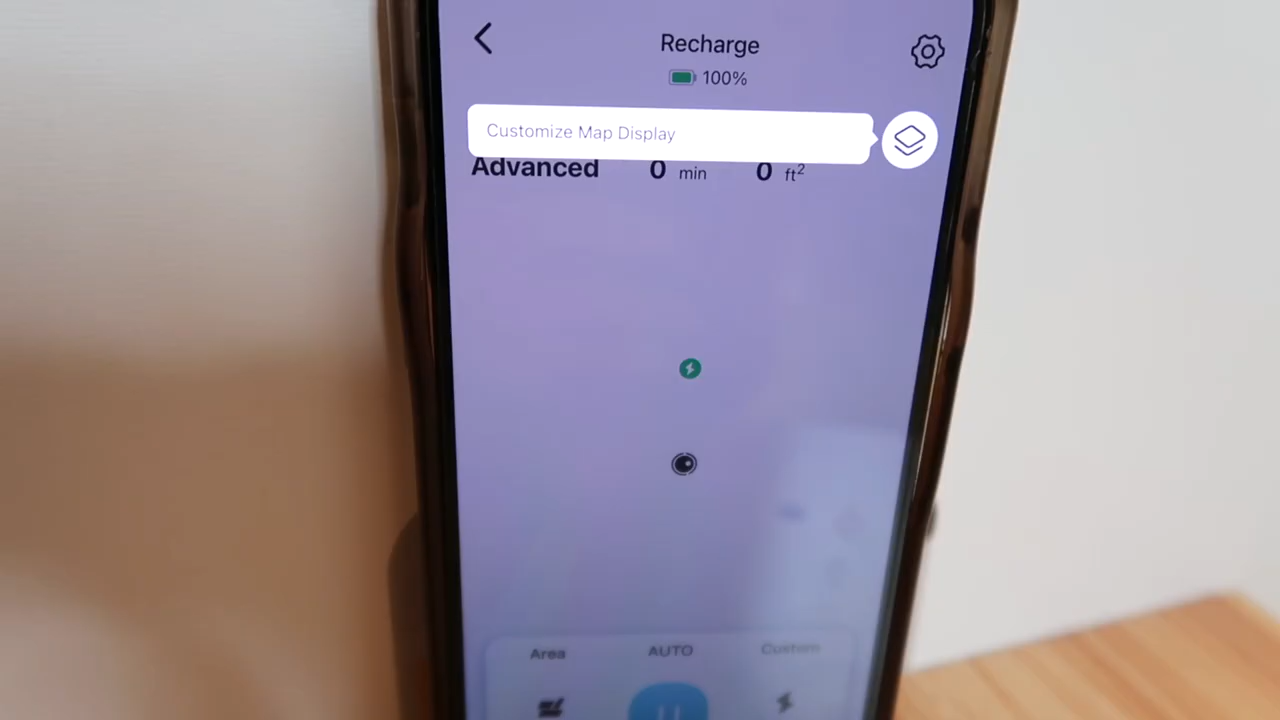 Recharge
100%
Customize Map Display
Advanced 0 min 0 ft²
Area AUTO Custom